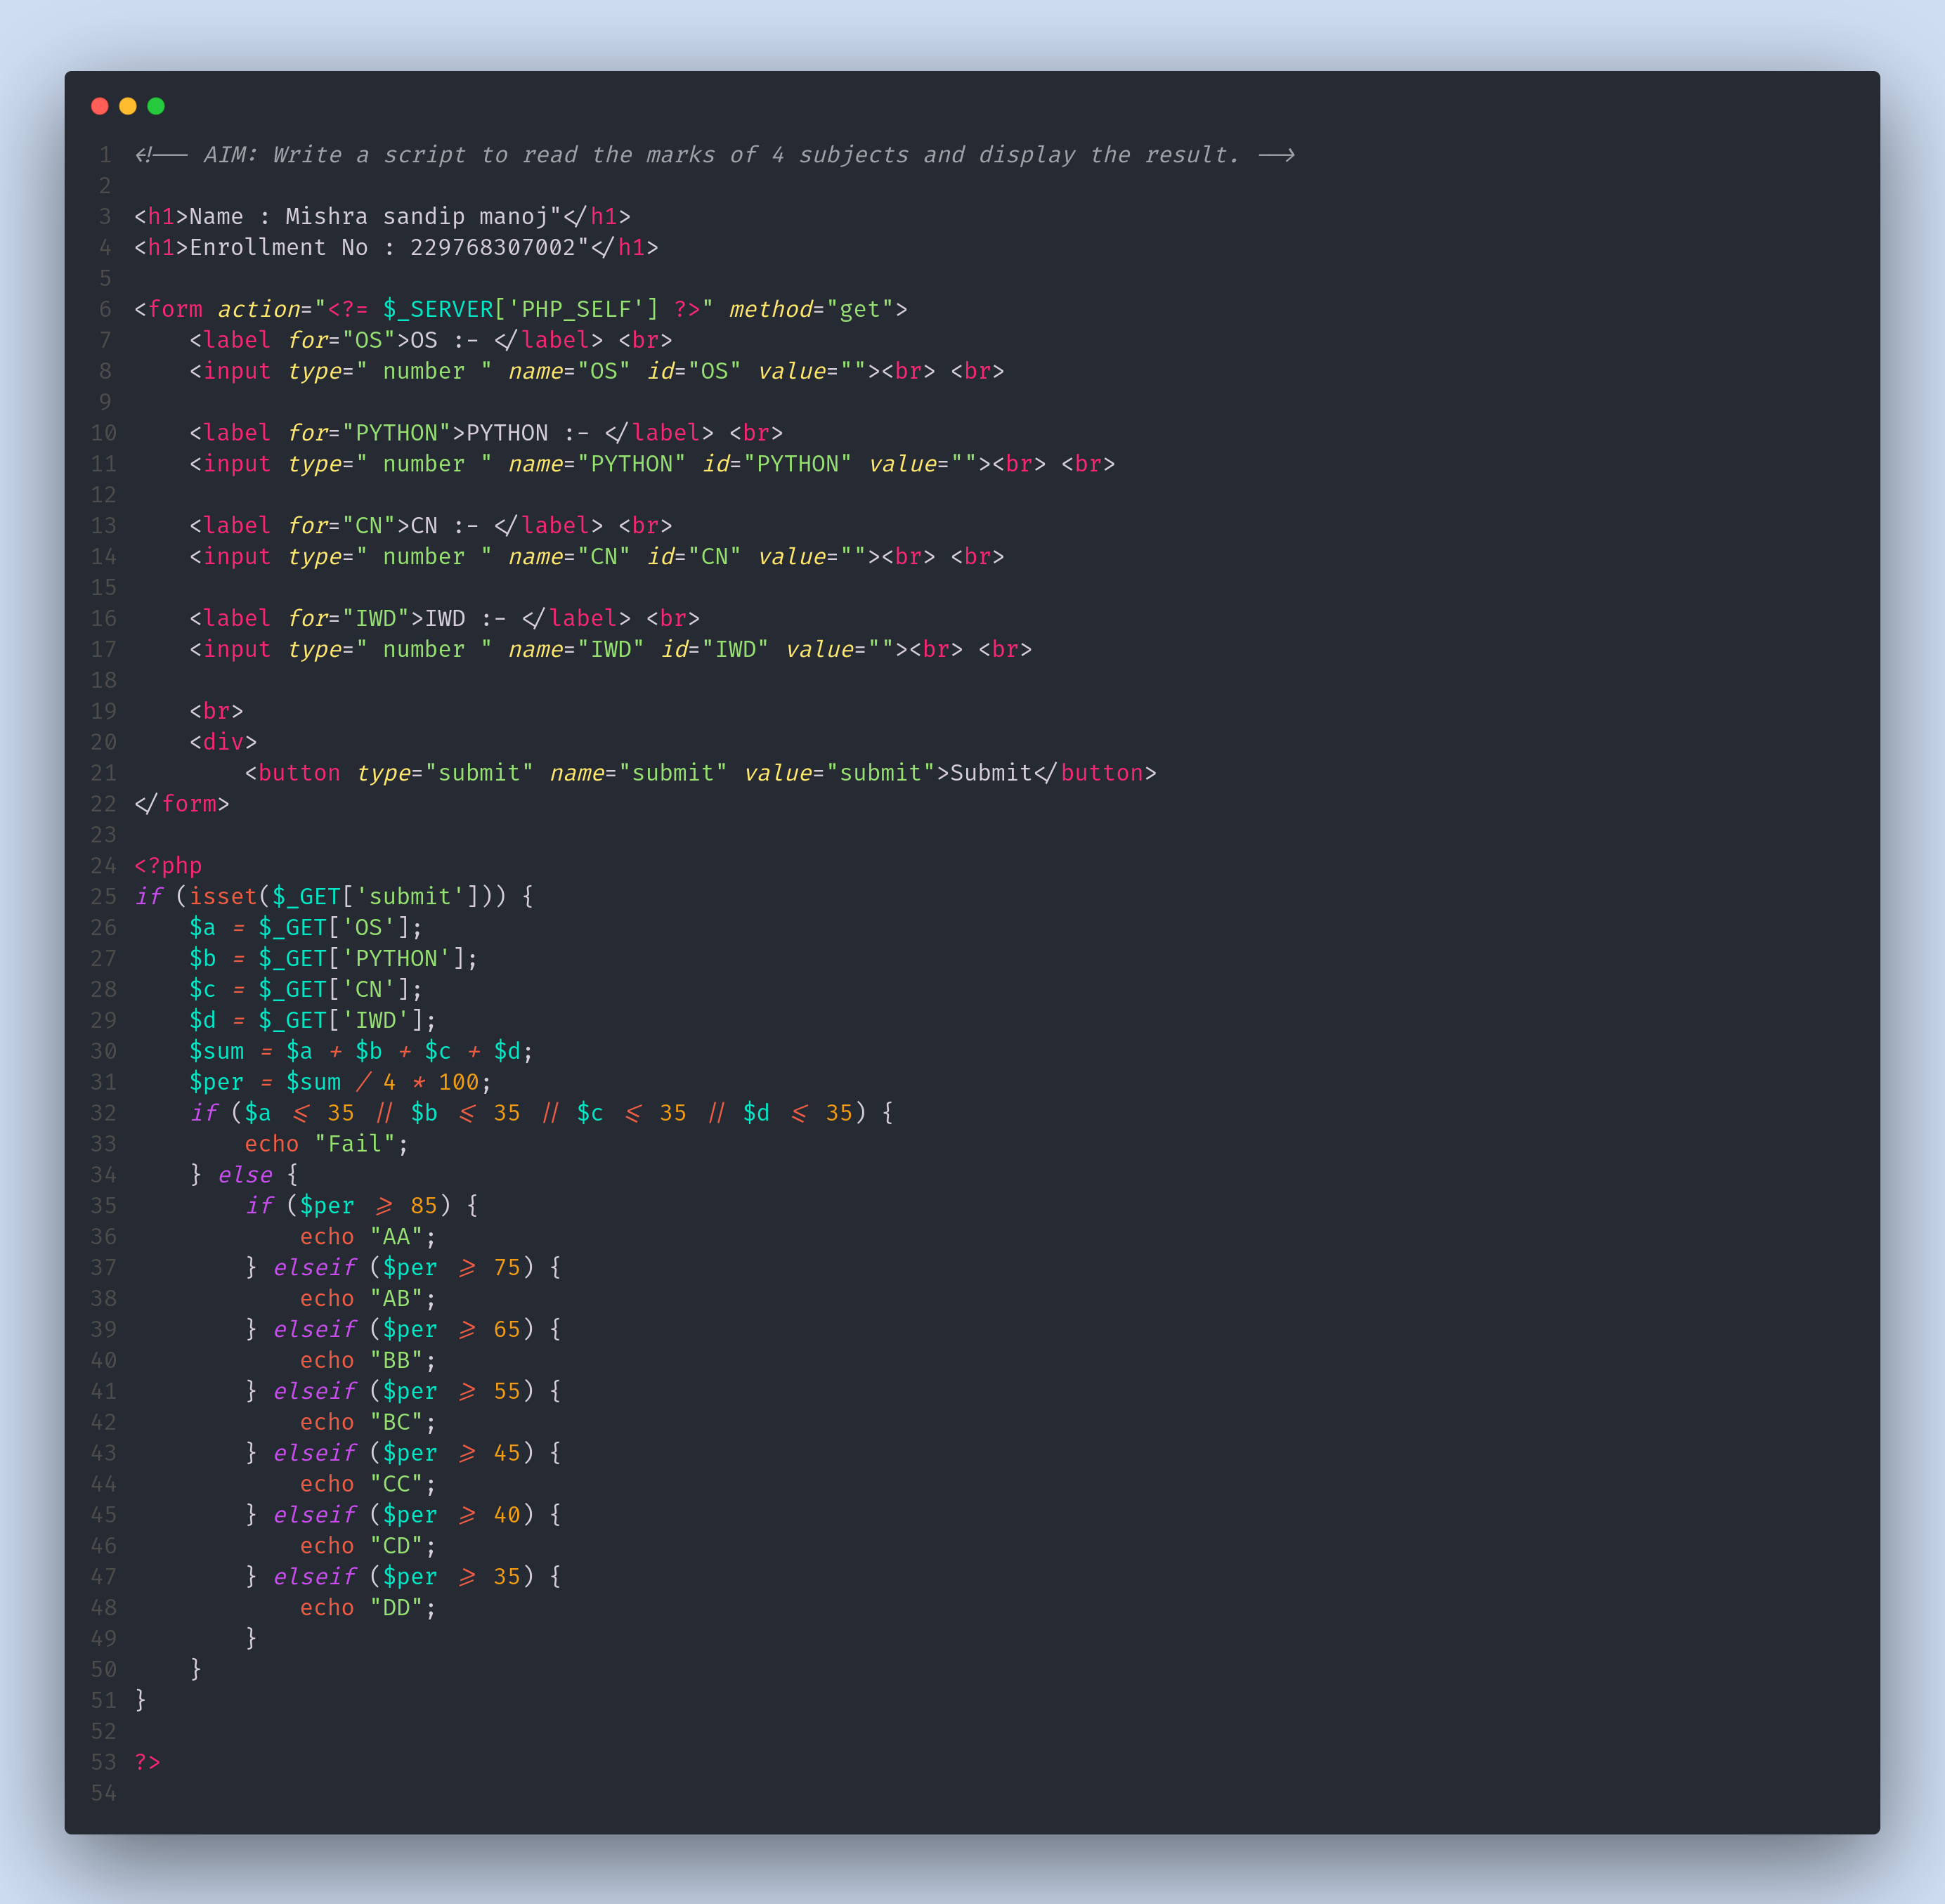 1 <!-- AIM: Write a script to read the marks of 4 subjects and display the result. -->
2
3 <h1>Name : Mishra sandip manoj"</h1>
4 <h1>Enrollment No : 229768307002"</h1>
5
6 <form action="<?= $_SERVER['PHP_SELF'] ?>" method="get">
7     <label for="OS">OS :- </label> <br>
8     <input type=" number " name="OS" id="OS" value=""><br> <br>
9
10     <label for="PYTHON">PYTHON :- </label> <br>
11     <input type=" number " name="PYTHON" id="PYTHON" value=""><br> <br>
12
13     <label for="CN">CN :- </label> <br>
14     <input type=" number " name="CN" id="CN" value=""><br> <br>
15
16     <label for="IWD">IWD :- </label> <br>
17     <input type=" number " name="IWD" id="IWD" value=""><br> <br>
18
19     <br>
20     <div>
21         <button type="submit" name="submit" value="submit">Submit</button>
22 </form>
23
24 <?php
25 if (isset($_GET['submit'])) {
26     $a = $_GET['OS'];
27     $b = $_GET['PYTHON'];
28     $c = $_GET['CN'];
29     $d = $_GET['IWD'];
30     $sum = $a + $b + $c + $d;
31     $per = $sum / 4 * 100;
32     if ($a <= 35 || $b <= 35 || $c <= 35 || $d <= 35) {
33         echo "Fail";
34     } else {
35         if ($per >= 85) {
36             echo "AA";
37         } elseif ($per >= 75) {
38             echo "AB";
39         } elseif ($per >= 65) {
40             echo "BB";
41         } elseif ($per >= 55) {
42             echo "BC";
43         } elseif ($per >= 45) {
44             echo "CC";
45         } elseif ($per >= 40) {
46             echo "CD";
47         } elseif ($per >= 35) {
48             echo "DD";
49         }
50     }
51 }
52
53 ?>
54